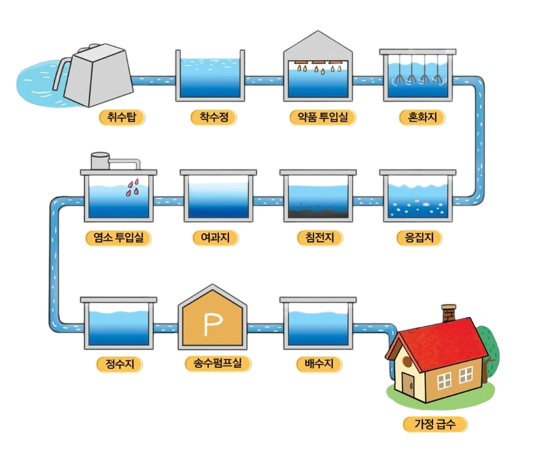 취수탑
착수정
약품 투입실
혼화지
염소 투입실
여과지
침전지
응집지
P
정수지
송수펌프실
배수지
가정 급수